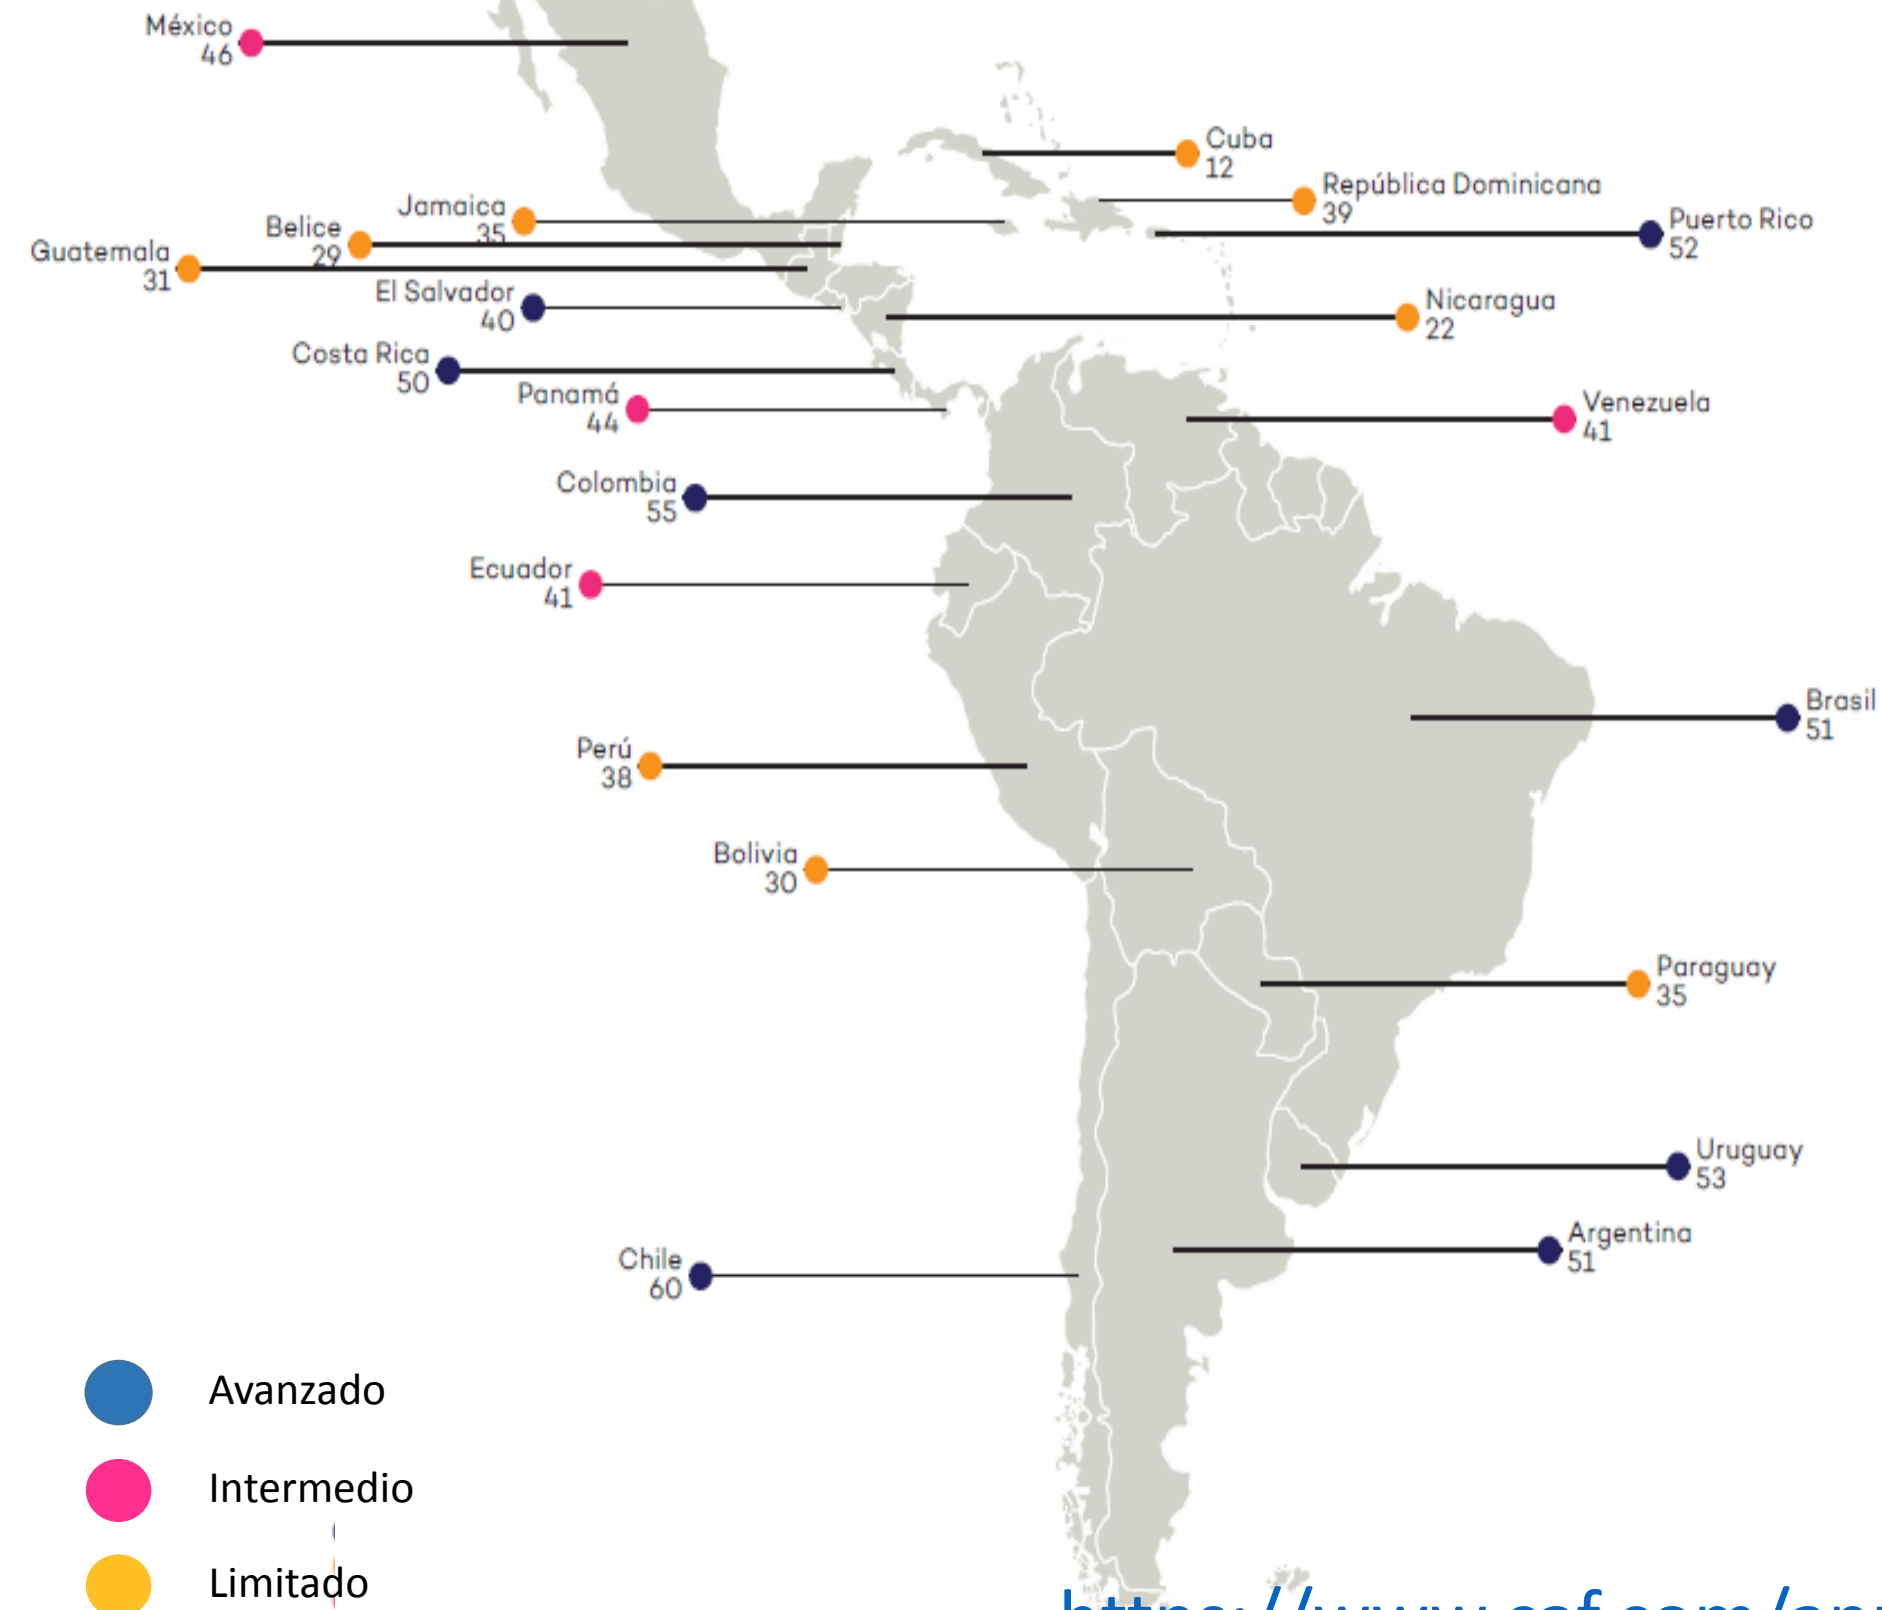 México
46
Cuba
12
República Dominicana
39
Jamaica
35
Puerto Rico
52
Belice
29
Guatemala
31
El Salvador
40
Nicaragua
22
Costa Rica
50
Panamá
44
Venezuela
41
Colombia
55
Ecuador
41
Brasil
51
Perú
38
Bolivia
30
Paraguay
35
Uruguay
53
Argentina
51
Chile
60
Avanzado
Intermedio
Limitado